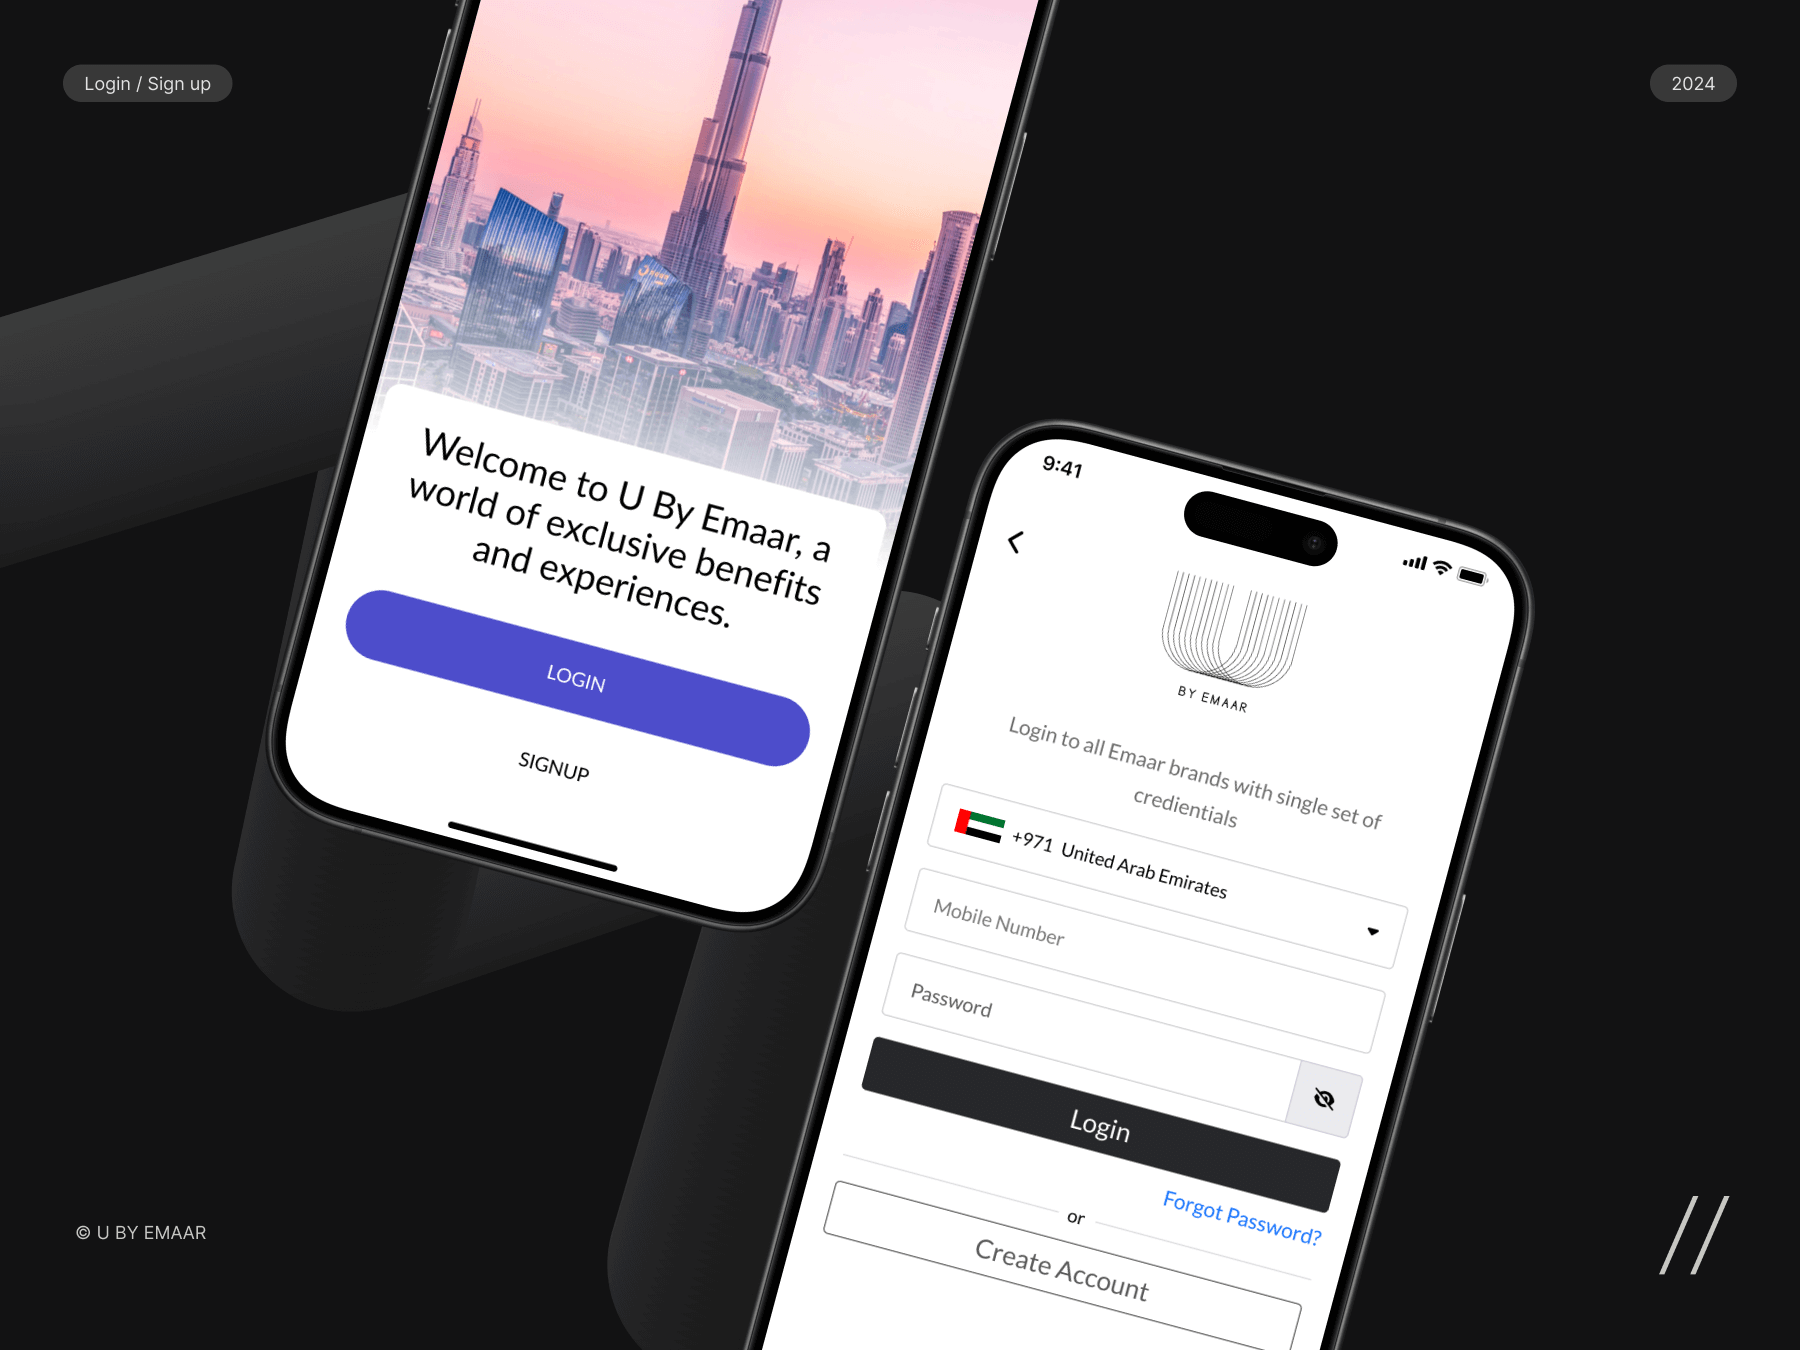 Login / Sign up
2024
Welcome to U By Emaar, a
world of exclusive benefits
and experiences.
LOGIN
SIGNUP
9:41
BY EMAAR
Login to all Emaar brands with single set of
credientials
+971 United Arab Emirates
Mobile Number
Password
Login
Forgot Password?
or
Create Account
© U BY EMAAR